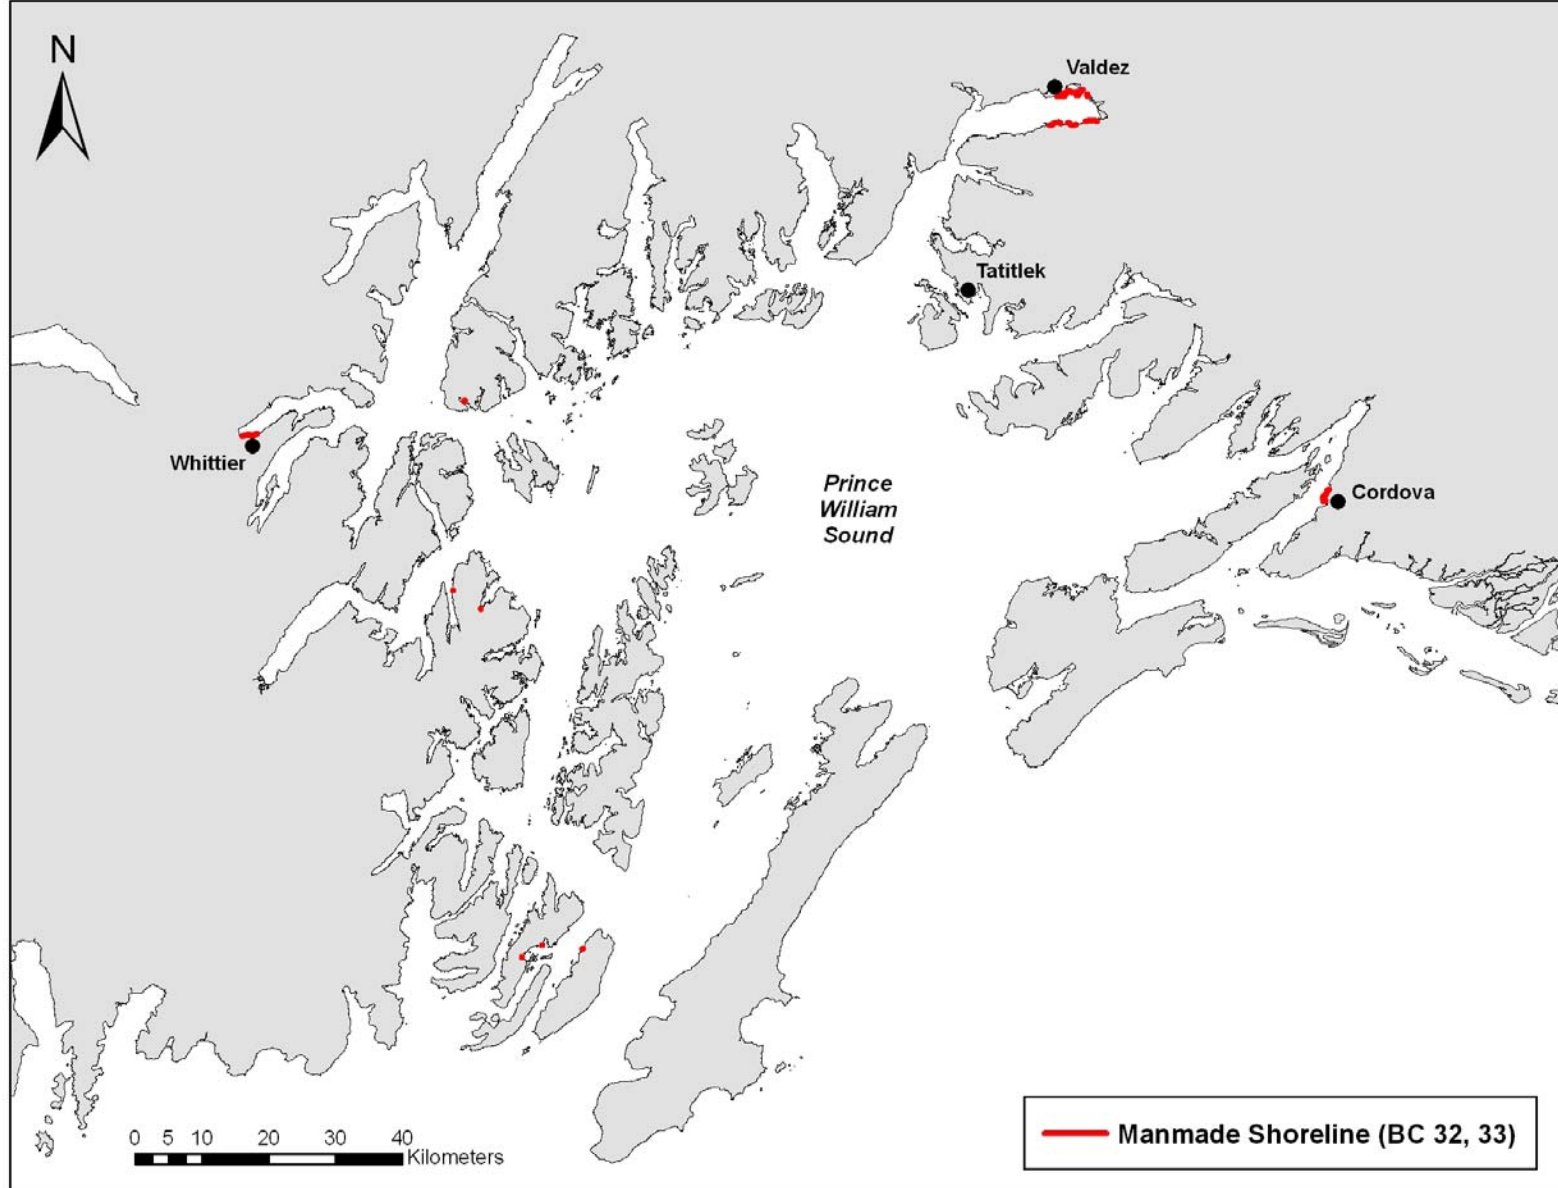 N
Valdez
Tatitlek
Whittier
Prince
William
Sound
Cordova
0 5 10 20 30 40
Kilometers
Manmade Shoreline (BC 32, 33)